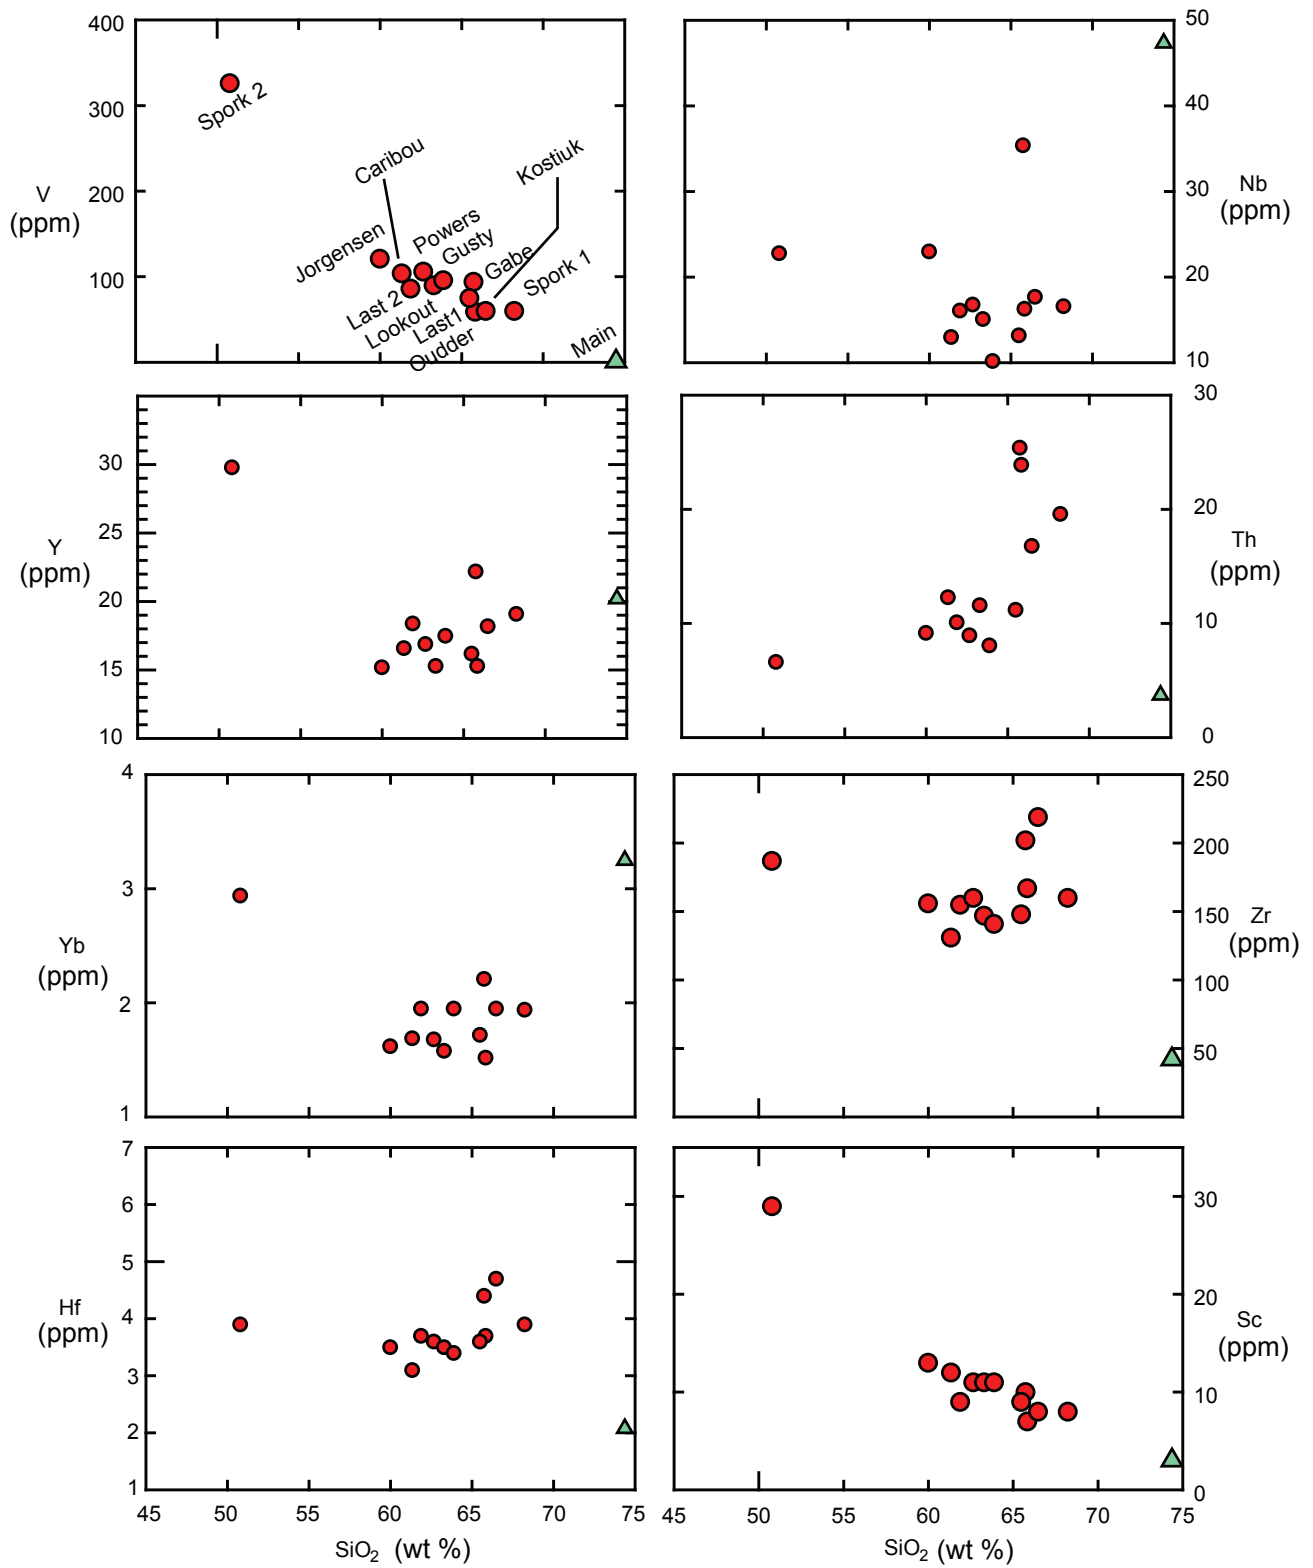 400
300
200
100
V
(ppm)
Spork 2
Caribou
Kostiuk
Jorgensen
Powers
Gusty
Gabe
Spork 1
Last 2
Lookout
Last1
Oudder
Main
50
40
30
20
10
Nb
(ppm)
30
25
20
15
10
Y
(ppm)
30
20
10
0
Th
(ppm)
4
3
2
1
Yb
(ppm)
250
200
150
100
50
Zr
(ppm)
7
6
5
4
3
2
1
Hf
(ppm)
30
20
10
0
Sc
(ppm)
45 50 55 60 65 70 75
SiO₂ (wt %)
45 50 55 60 65 70 75
SiO₂ (wt %)